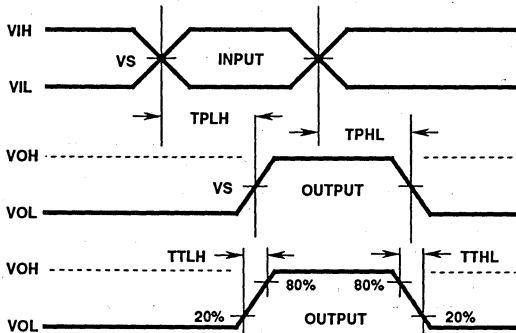 VIH
VS INPUT
VIL
TPLH TPHL
VOH
VS OUTPUT
VOL
TTLH TTHL
VOH
80% 80%
20% OUTPUT 20%
VOL